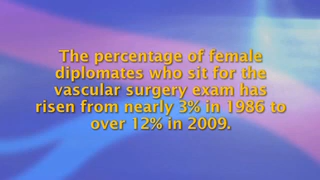 The percentage of female
diplomates who sit for the
vascular surgery exam has
risen from nearly 3% in 1986 to
over 12% in 2009.